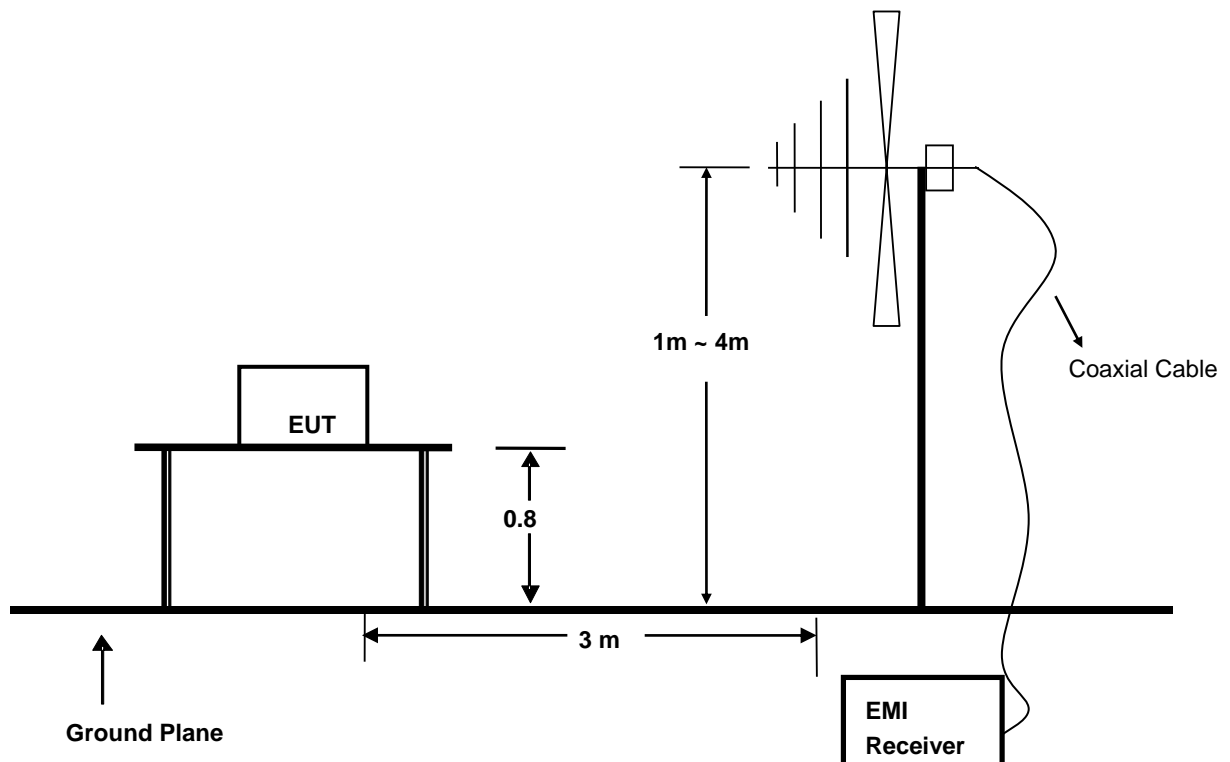 1m ~ 4m
Coaxial Cable
EUT
0.8
3 m
Ground Plane
EMI
Receiver